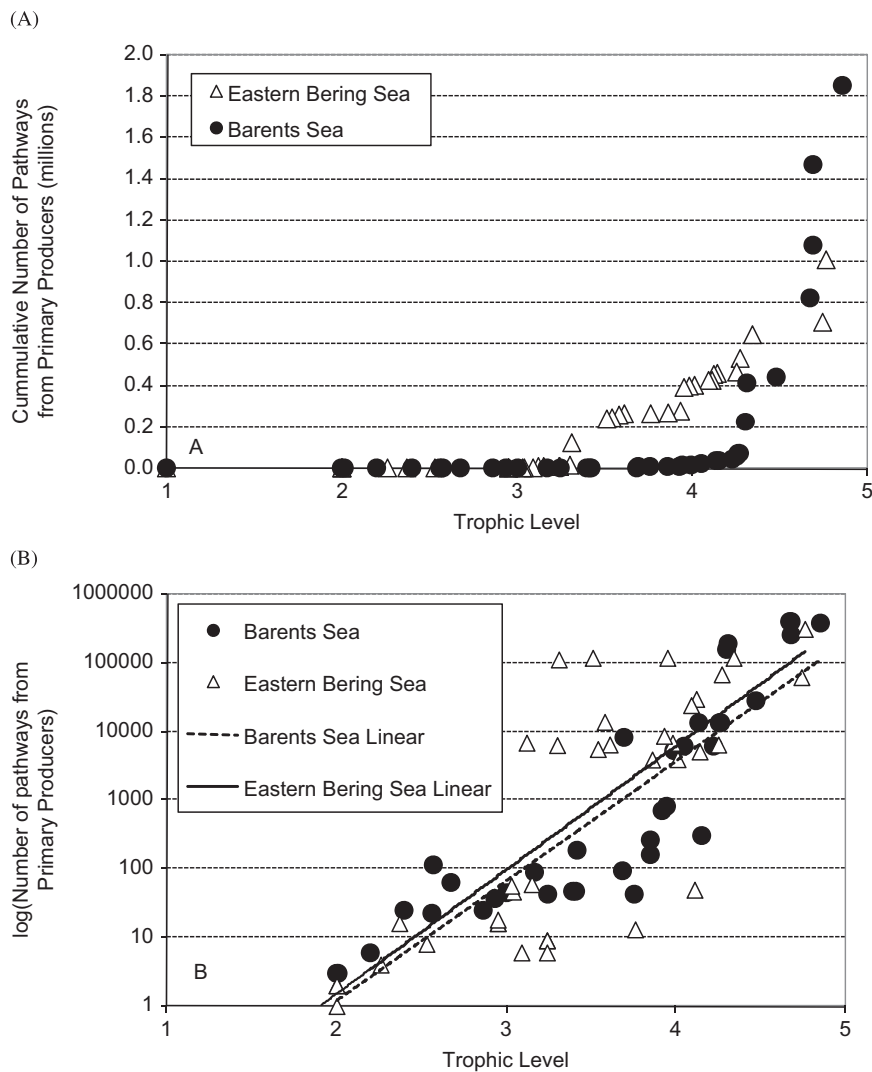 (A)
Cummulative Number of Pathways
from Primary Producers (millions)
2.0
1.8
1.6
1.4
1.2
1.0
0.8
0.6
0.4
0.2
0.0
Eastern Bering Sea
Barents Sea
A
1 2 3 4 5
Trophic Level
(B)
log(Number of pathways from
Primary Producers)
1000000
100000
10000
1000
100
10
1
Barents Sea
Eastern Bering Sea
Barents Sea Linear
Eastern Bering Sea Linear
B
1 2 3 4 5
Trophic Level